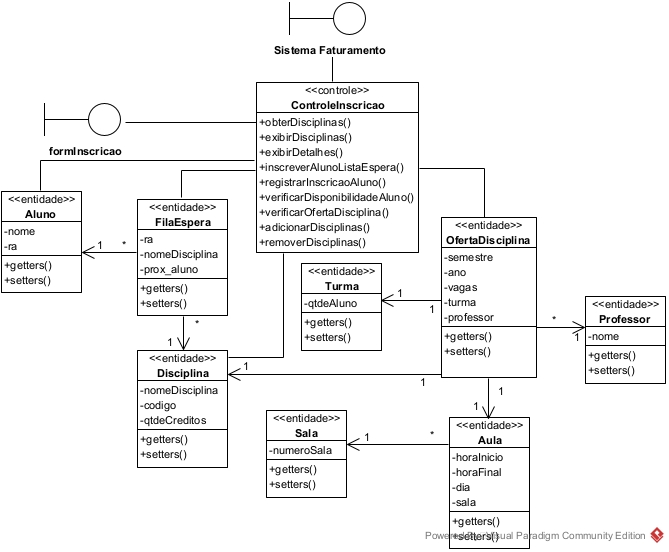 Sistema Faturamento
<<controle>>
ControleInscricao
+obterDisciplinas()
+exibirDisciplinas()
+exibirDetalhes()
+inscreverAlunoListaEspera()
+registrarInscricaoAluno()
+verificarDisponibilidadeAluno()
+verificarOfertaDisciplina()
+adicionarDisciplinas()
+removerDisciplinas()
formInscricao
<<entidade>>
Aluno
-nome
-ra
+getters()
+setters()
1
*
<<entidade>>
FilaEspera
-ra
-nomeDisciplina
-prox_aluno
+getters()
+setters()
*
1
<<entidade>>
OfertaDisciplina
-semestre
-ano
-vagas
-turma
-professor
+getters()
+setters()
<<entidade>>
Turma
-qtdeAluno
+getters()
+setters()
1
1
<<entidade>>
Professor
-nome
+getters()
+setters()
*
1
<<entidade>>
Disciplina
-nomeDisciplina
-codigo
-qtdeCreditos
+getters()
+setters()
1
1
1
1
<<entidade>>
Sala
-numeroSala
+getters()
+setters()
1
*
<<entidade>>
Aula
-horaInicio
-horaFinal
-dia
-sala
+getters()
+setters()
Powered By Visual Paradigm Community Edition